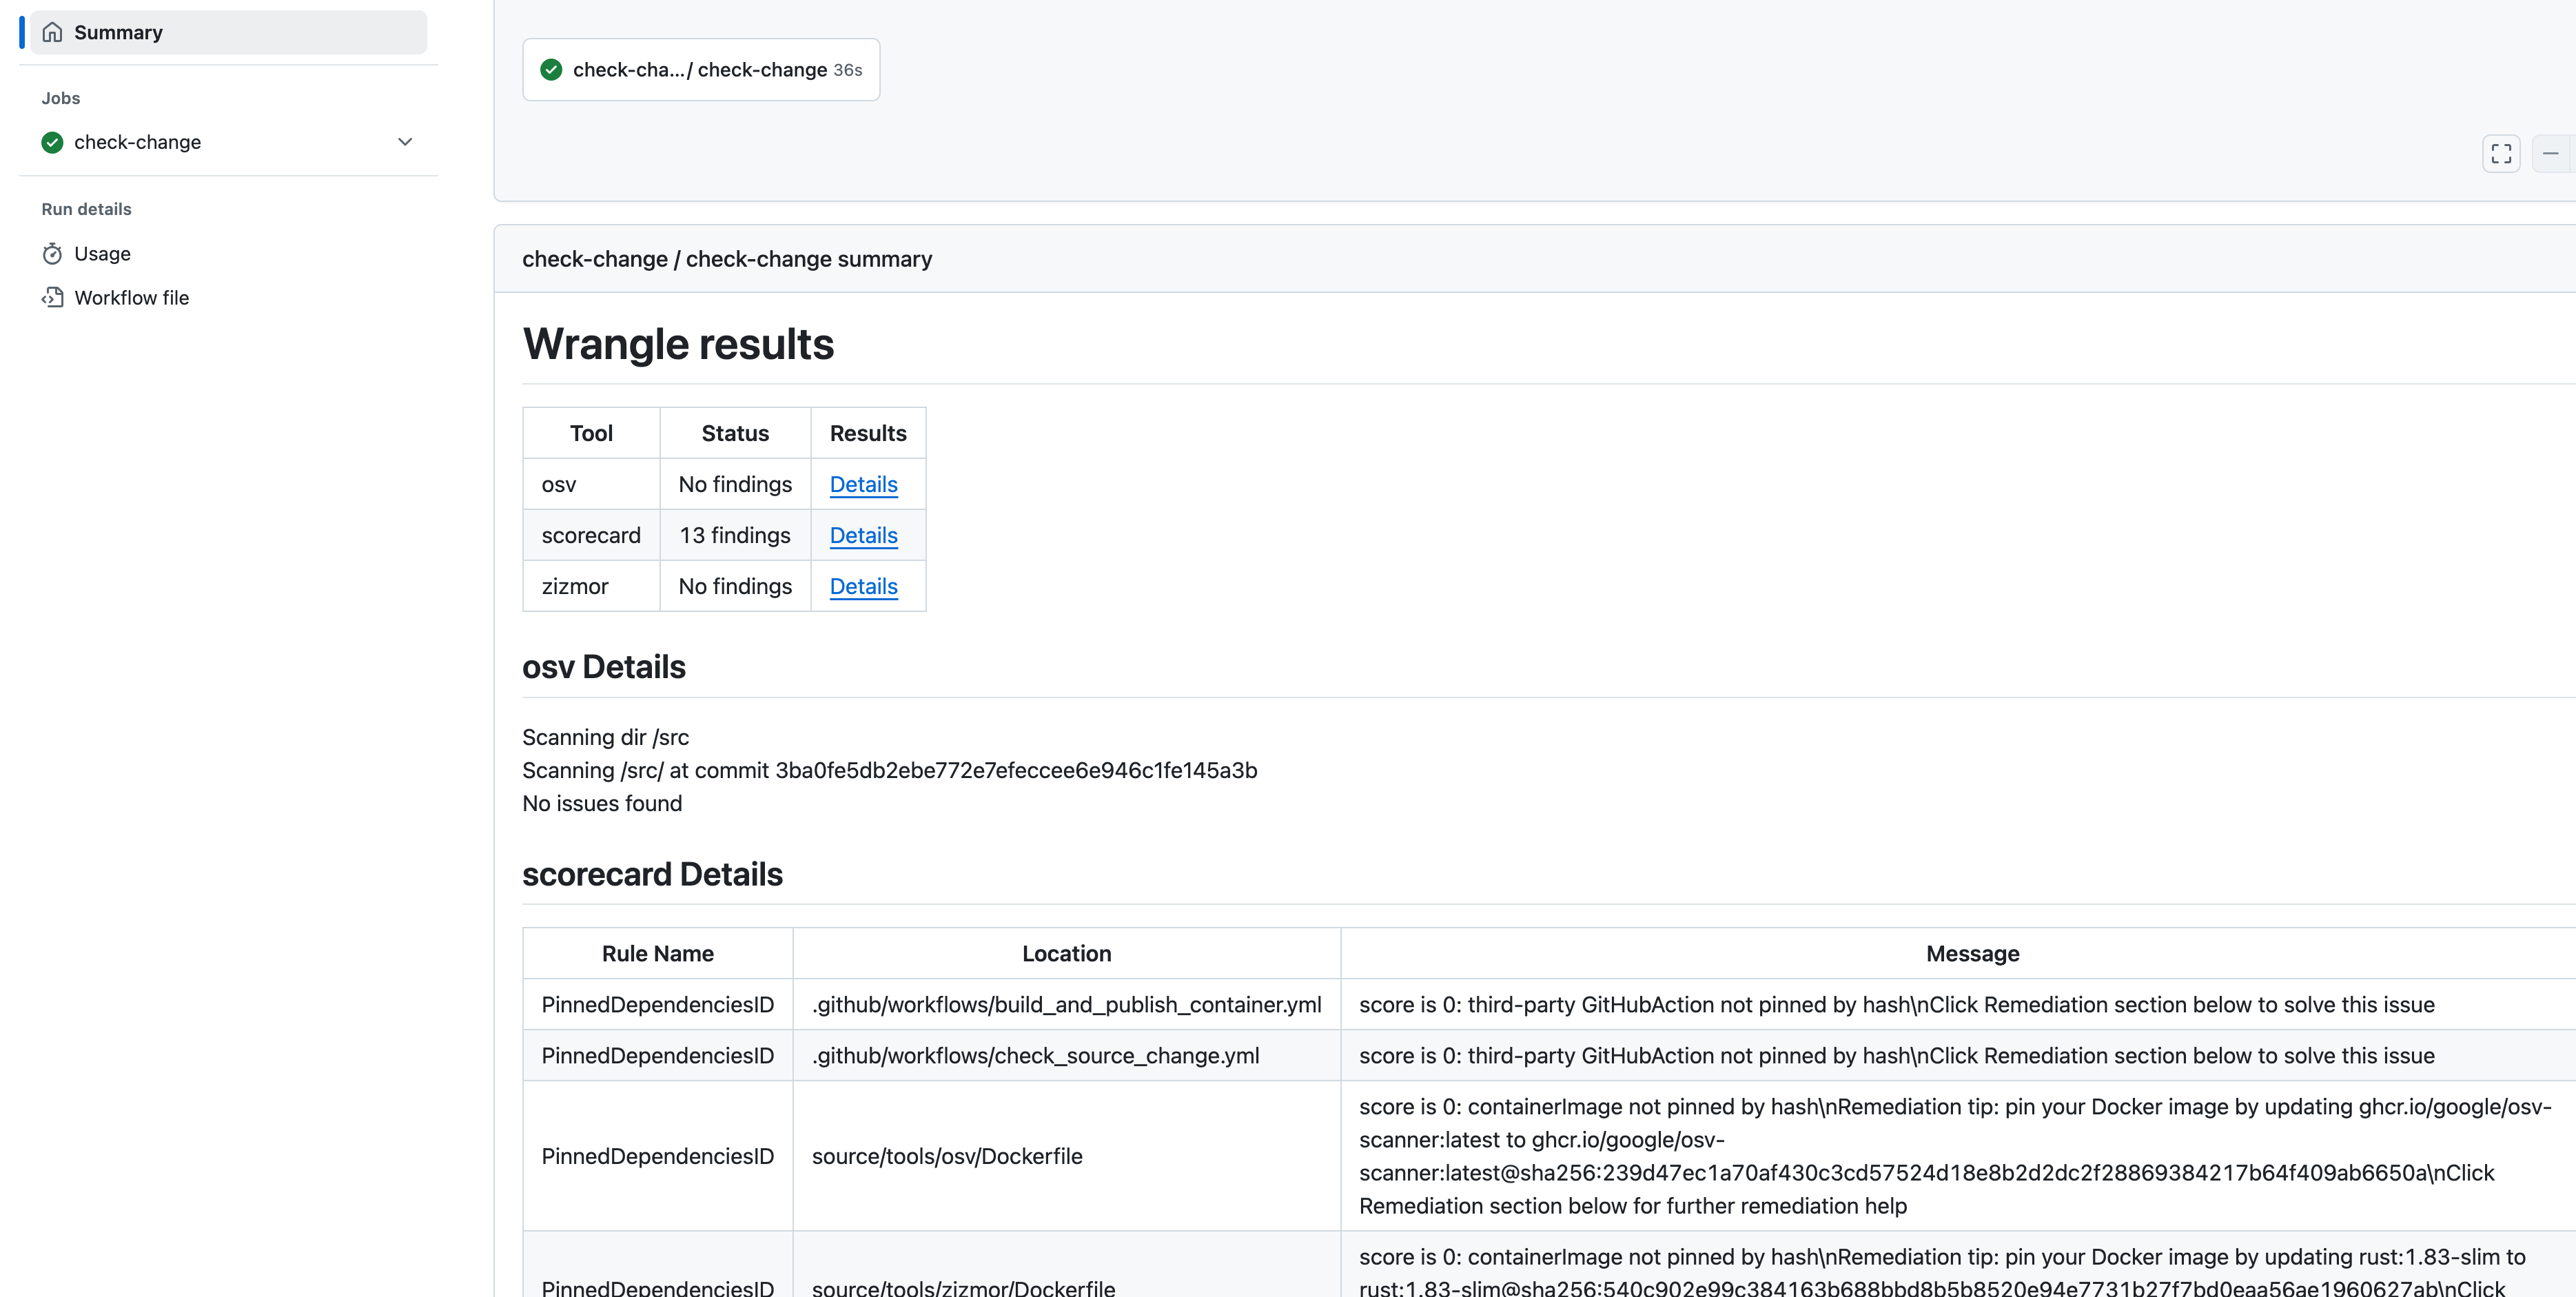 Summary
Jobs
check-change
Run details
Usage
Workflow file
check-cha.../ check-change 36s
check-change / check-change summary
Wrangle results
Tool Status Results
osv No findings Details
scorecard 13 findings Details
zizmor No findings Details
osv Details
Scanning dir /src
Scanning /src/ at commit 3ba0fe5db2ebe772e7efeccee6e946c1fe145a3b
No issues found
scorecard Details
Rule Name Location Message
PinnedDependenciesID .github/workflows/build_and_publish_container.yml score is 0: third-party GitHubAction not pinned by hash\nClick Remediation section below to solve this issue
PinnedDependenciesID .github/workflows/check_source_change.yml score is 0: third-party GitHubAction not pinned by hash\nClick Remediation section below to solve this issue
PinnedDependenciesID source/tools/osv/Dockerfile score is 0: containerImage not pinned by hash\nRemediation tip: pin your Docker image by updating ghcr.io/google/osv-
scanner:latest to ghcr.io/google/osv-
scanner:latest@sha256:239d47ec1a70af430c3cd57524d18e8b2d2dc2f28869384217b64f409ab6650a\nClick
Remediation section below for further remediation help
PinnedDependenciesID source/tools/zizmor/Dockerfile score is 0: containerImage not pinned by hash\nRemediation tip: pin your Docker image by updating rust:1.83-slim to
rust:1.83-slim@sha256:540c902e99c384163b688bbd8b5b8520e94e7731b27f7bd0eaa56ae1960627ab\nClick